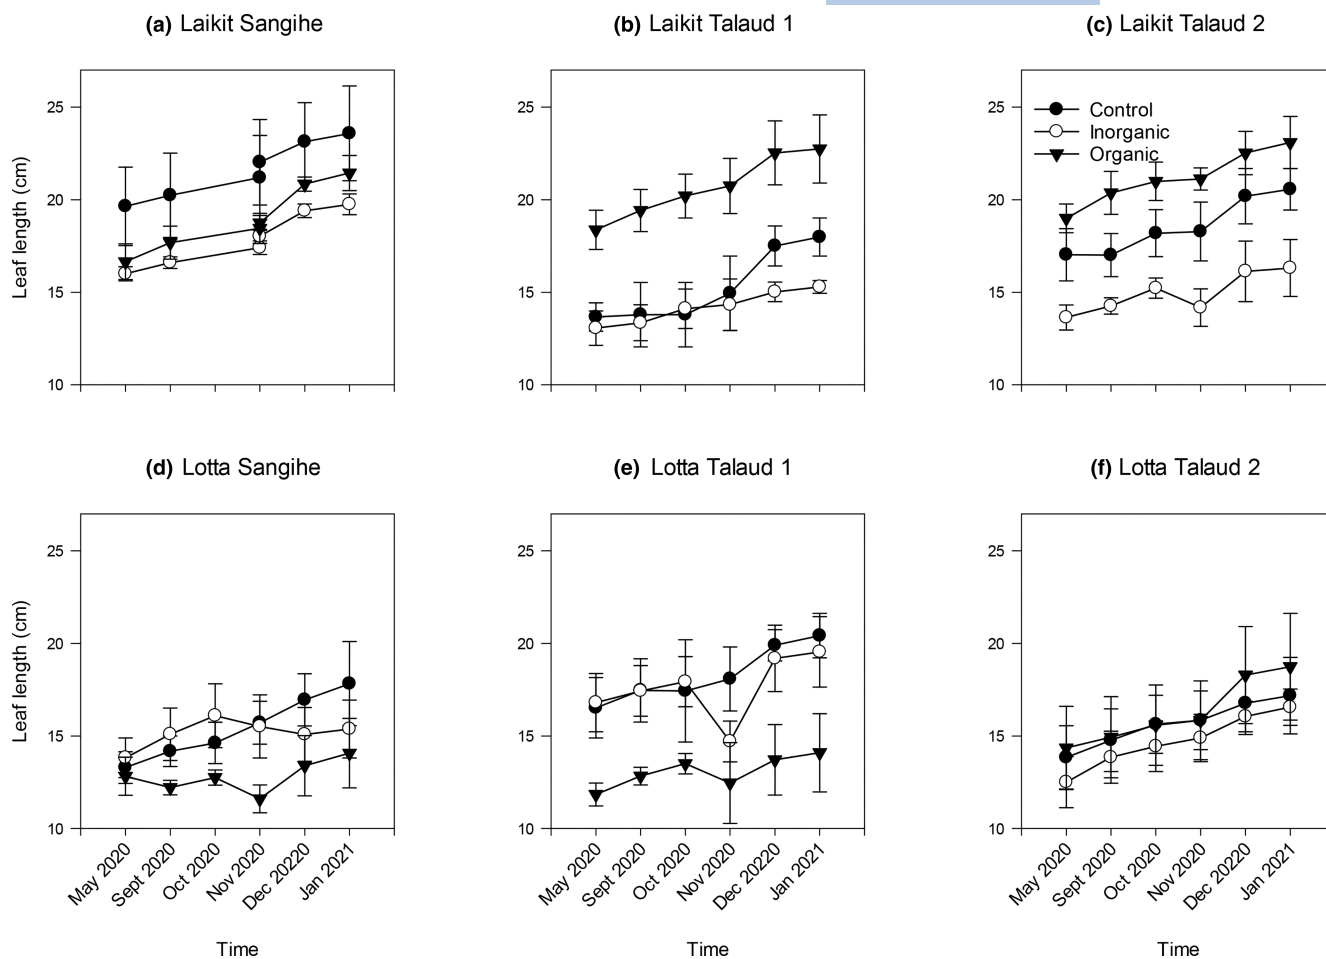 (a) Laikit Sangihe
(b) Laikit Talaud 1
(c) Laikit Talaud 2
Leaf length (cm)
25
20
15
10
25
20
15
10
25
20
15
10
Control
Inorganic
Organic
(d) Lotta Sangihe
(e) Lotta Talaud 1
(f) Lotta Talaud 2
Leaf length (cm)
25
20
15
10
25
20
15
10
25
20
15
10
May 2020
Sept 2020
Oct 2020
Nov 2020
Dec 20220
Jan 2021
May 2020
Sept 2020
Oct 2020
Nov 2020
Dec 20220
Jan 2021
May 2020
Sept 2020
Oct 2020
Nov 2020
Dec 20220
Jan 2021
Time
Time
Time